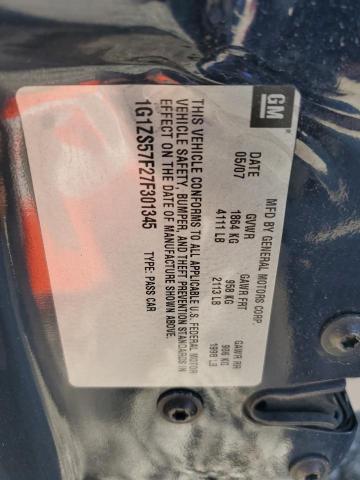 GM
MFD BY GENERAL MOTORS CORP.
DATE GVWR GAWR FRT GAWR RR
05/07 1864 KG 959 KG 906 KG
4111 LB 2113 LB 1998 LB
THIS VEHICLE CONFORMS TO ALL APPLICABLE U.S. FEDERAL MOTOR
VEHICLE SAFETY, BUMPER, AND THEFT PREVENTION STANDARDS IN
EFFECT ON THE DATE OF MANUFACTURE SHOWN ABOVE.
1G1ZS57F27F301345 TYPE: PASS CAR